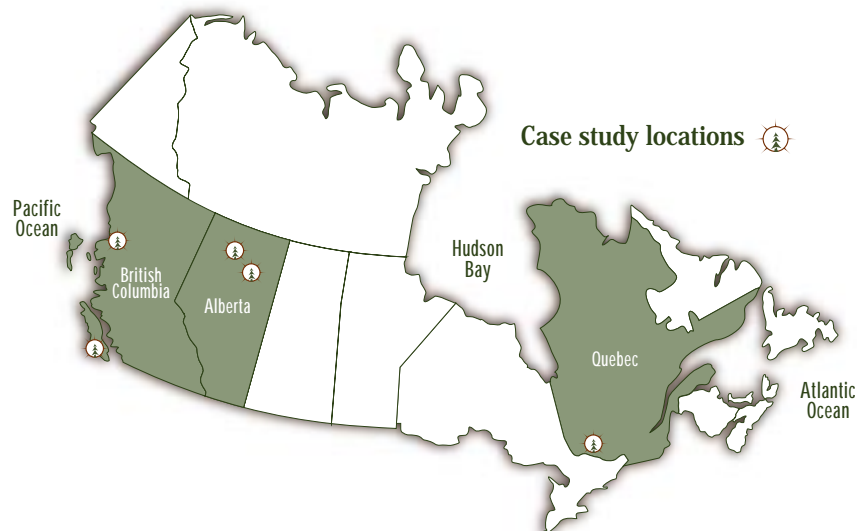 Case study locations
Pacific
Ocean
Hudson
Bay
British
Columbia
Alberta
Quebec
Atlantic
Ocean